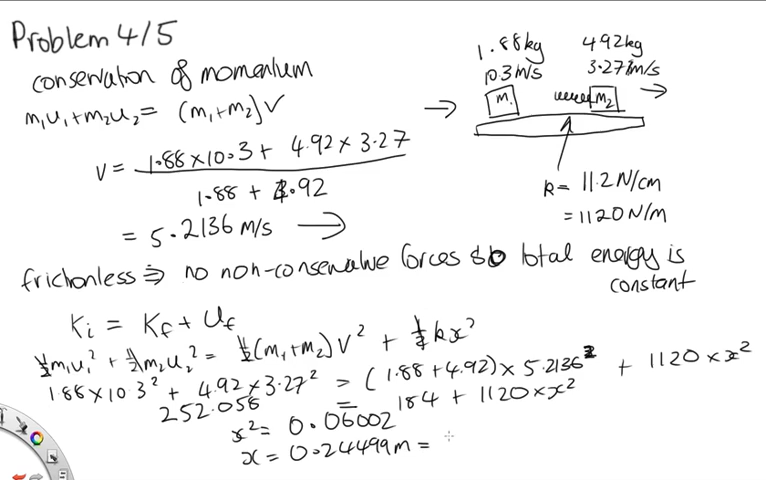 Problem 4/5
conservation of momentum
m₁u₁+m₂u₂ = (m₁+m₂)V
V = 1.88×10.3 + 4.92 × 3.27
1.88 + 4.92
= 5.2136 m/s →
1.88kg 4.92kg
10.3m/s 3.27m/s
→ m₁ m₂ →
k = 11.2 N/cm
= 1120 N/m
frictionless ⇒ no non-conservative forces so total energy is
constant
Ki = Kf + Uf
½m₁u₁² + ½m₂u₂² = ½(m₁+m₂)V² + ½kx²
1.88×10.3² + 4.92×3.27² = (1.88+4.92)×5.2136² + 1120×x²
252.058 = 184 + 1120×x²
x² = 0.06002
x = 0.24499m =